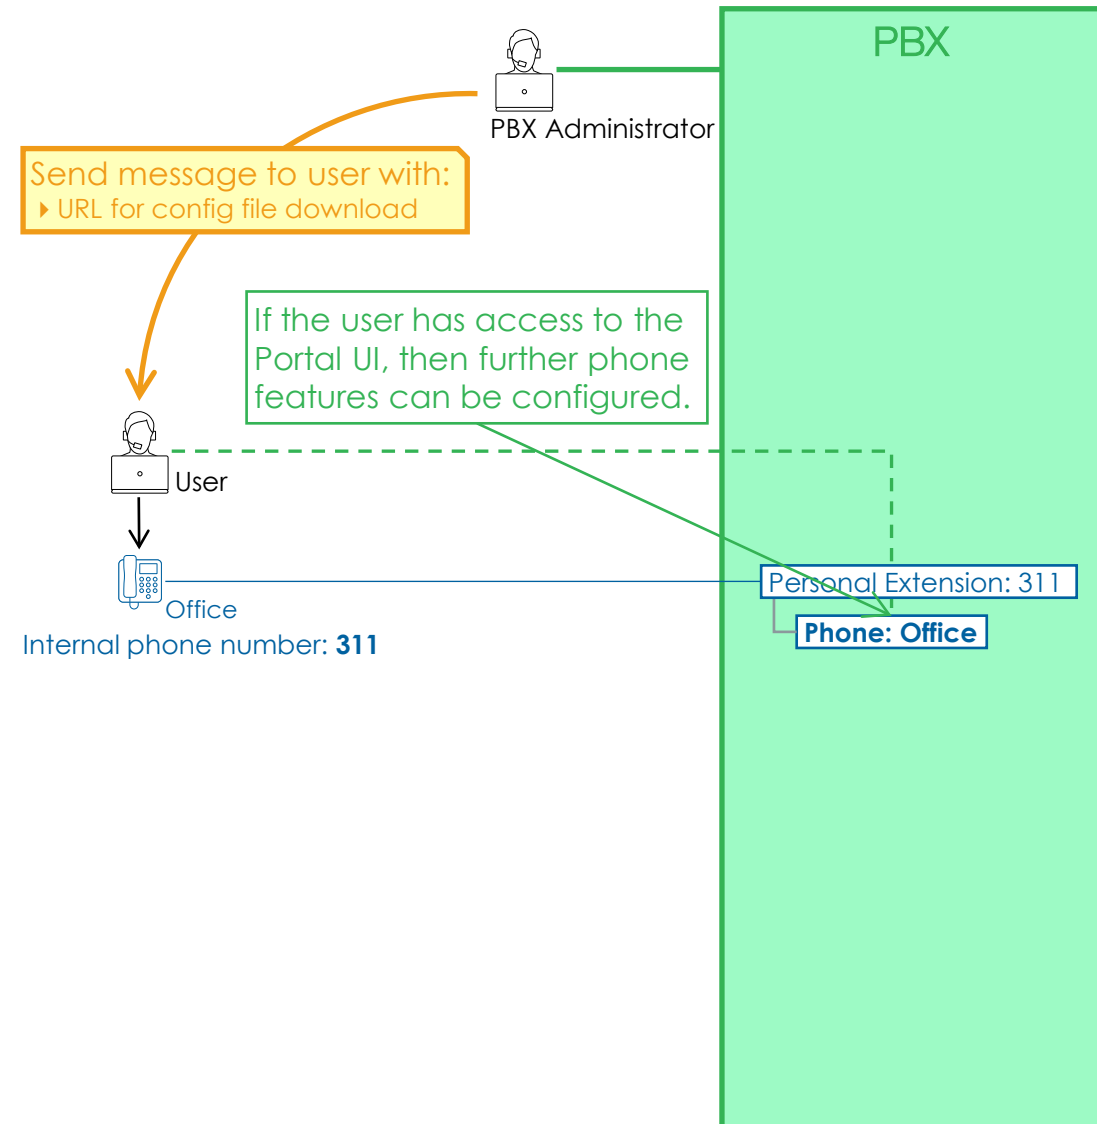 PBX
PBX Administrator
Send message to user with:
URL for config file download
If the user has access to the
Portal UI, then further phone
features can be configured.
User
Personal Extension: 311
Office
Phone: Office
Internal phone number: 311